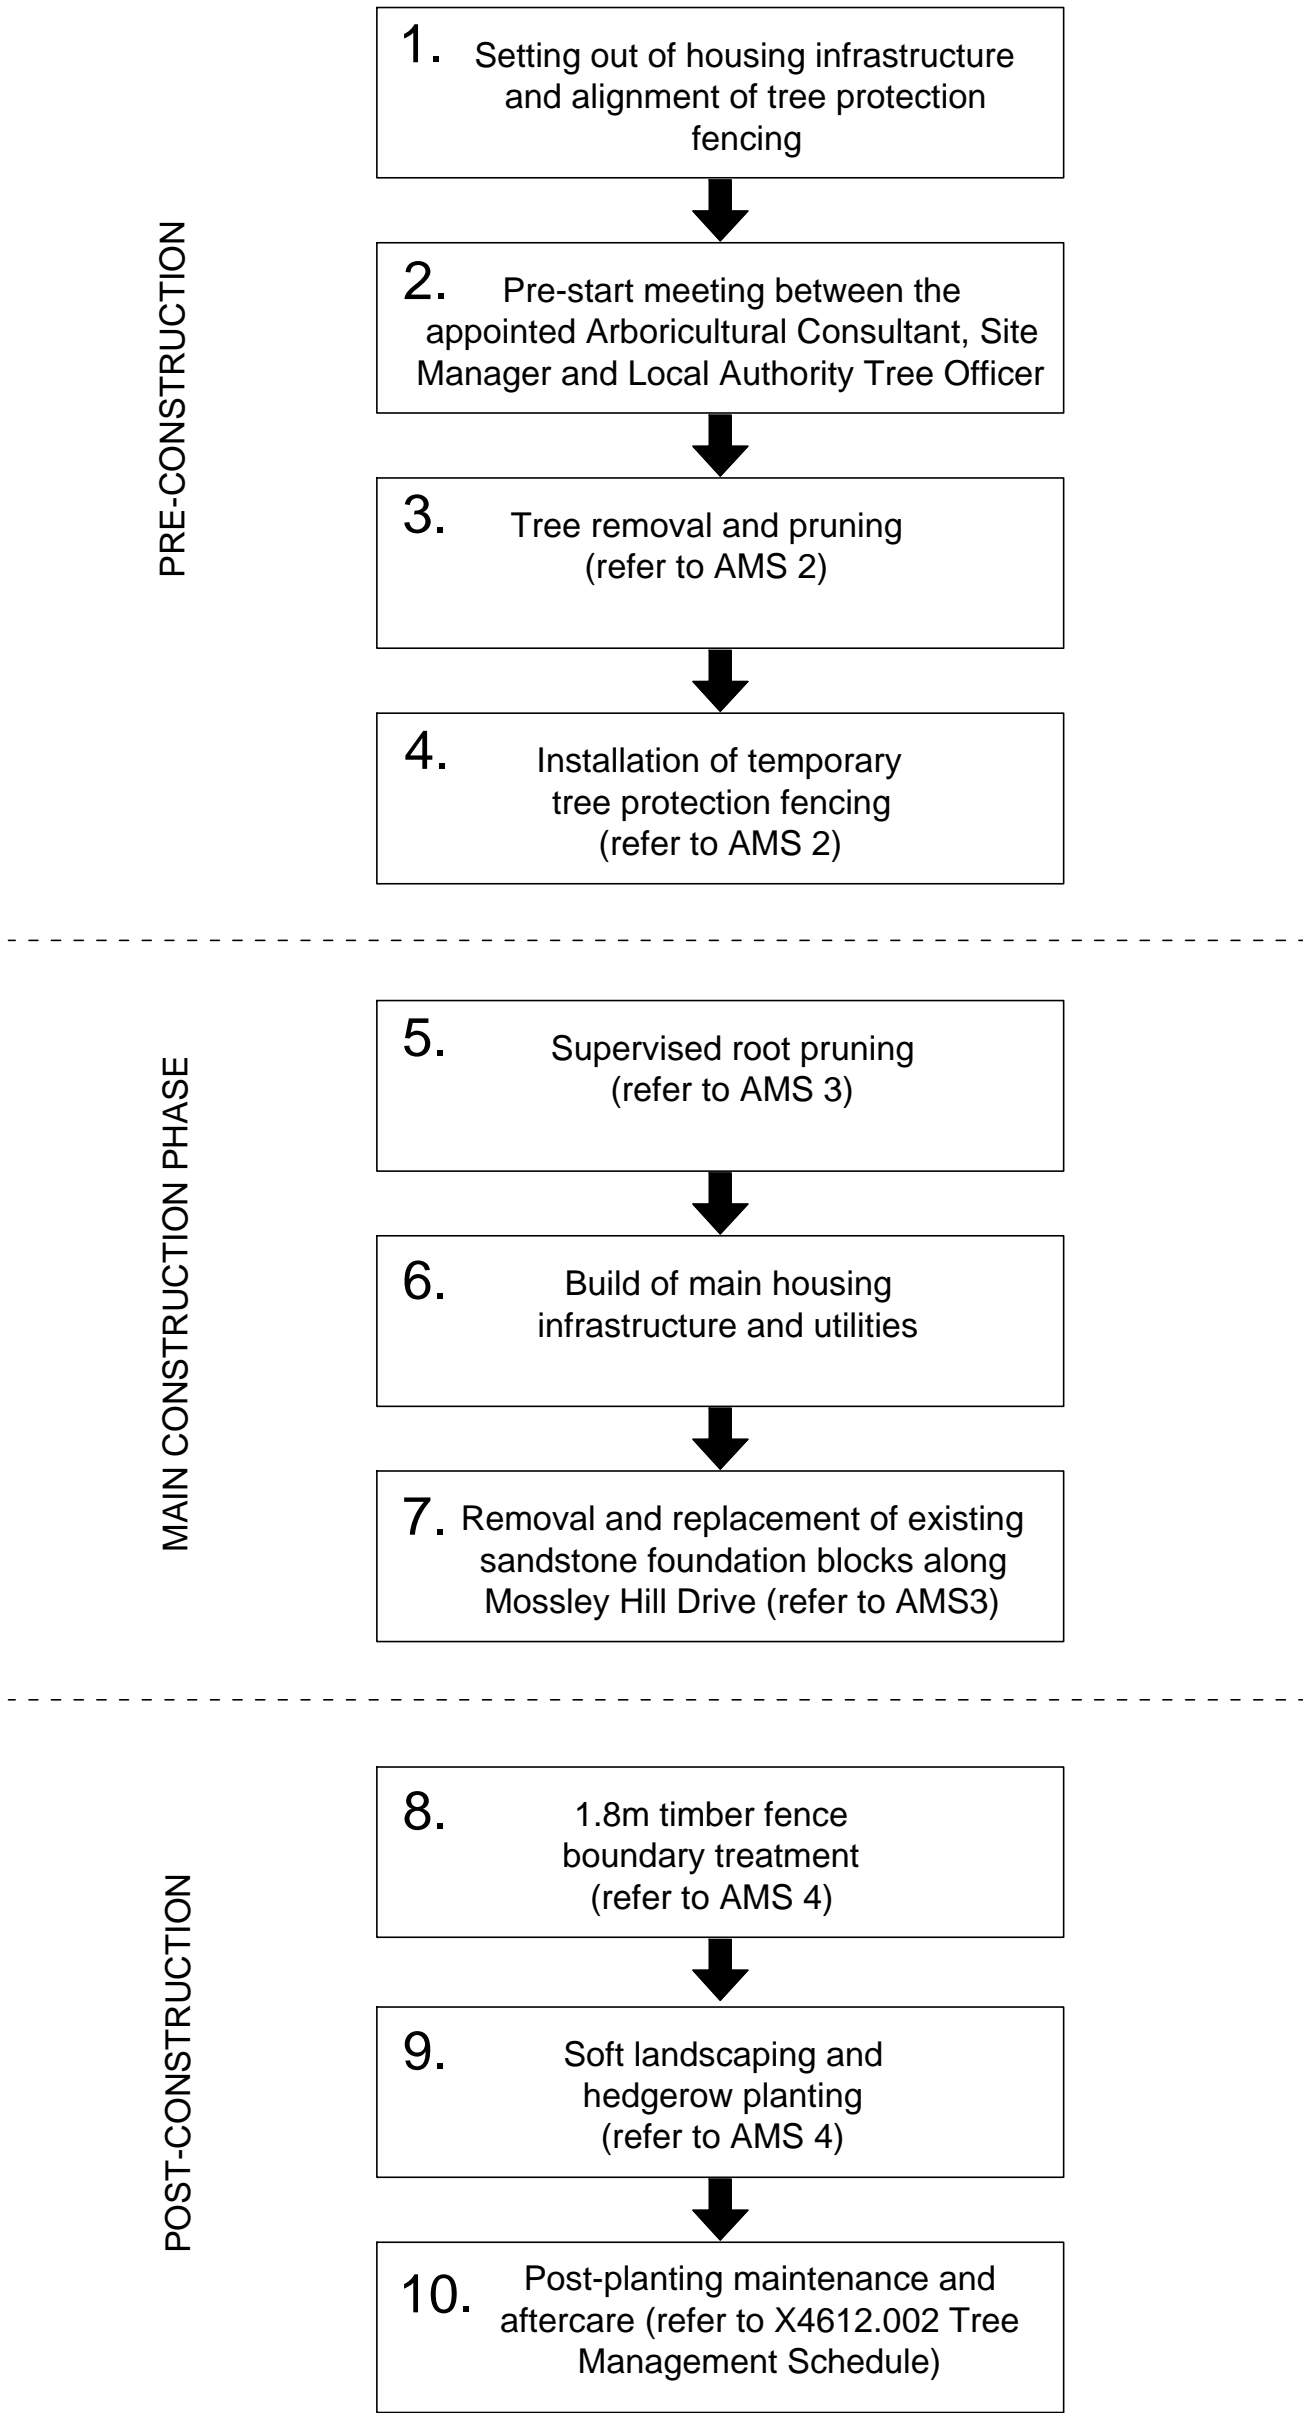 PRE-CONSTRUCTION
1. Setting out of housing infrastructure
and alignment of tree protection
fencing
2. Pre-start meeting between the
appointed Arboricultural Consultant, Site
Manager and Local Authority Tree Officer
3. Tree removal and pruning
(refer to AMS 2)
4. Installation of temporary
tree protection fencing
(refer to AMS 2)
MAIN CONSTRUCTION PHASE
5. Supervised root pruning
(refer to AMS 3)
6. Build of main housing
infrastructure and utilities
7. Removal and replacement of existing
sandstone foundation blocks along
Mossley Hill Drive (refer to AMS3)
POST-CONSTRUCTION
8. 1.8m timber fence
boundary treatment
(refer to AMS 4)
9. Soft landscaping and
hedgerow planting
(refer to AMS 4)
10. Post-planting maintenance and
aftercare (refer to X4612.002 Tree
Management Schedule)